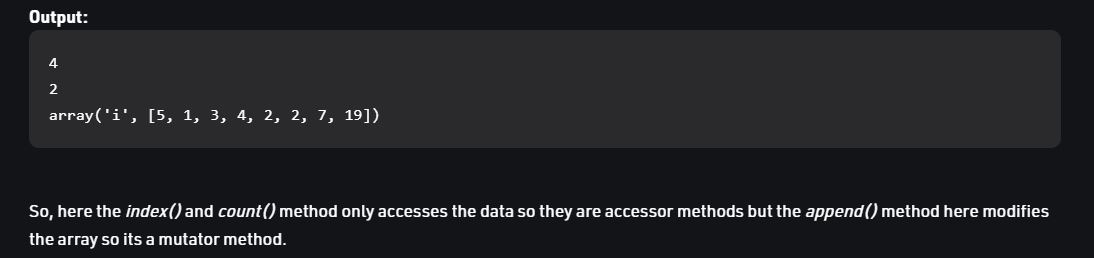 Output:
4
2
array('i', [5, 1, 3, 4, 2, 2, 7, 19])
So, here the index() and count() method only accesses the data so they are accessor methods but the append() method here modifies
the array so its a mutator method.